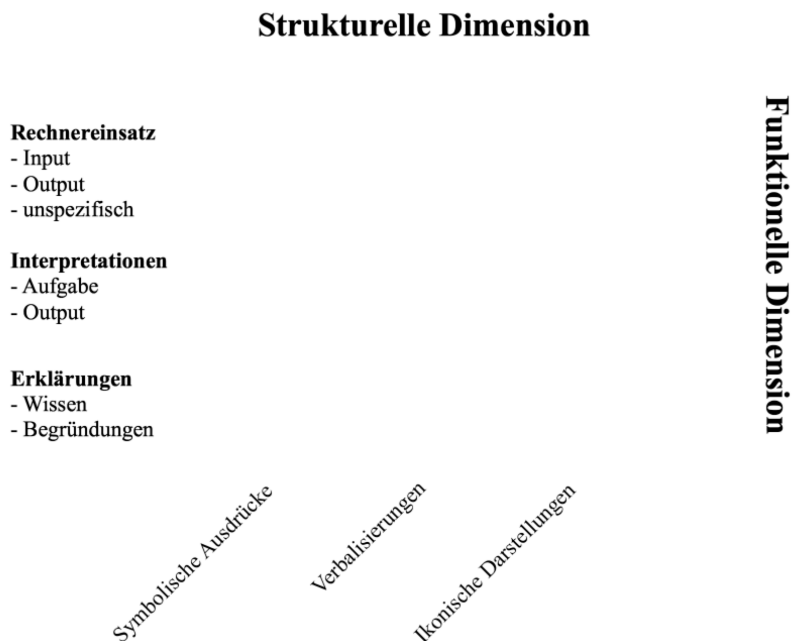 Strukturelle Dimension
Funktionelle Dimension
Rechnereinsatz
- Input
- Output
- unspezifisch
Interpretationen
- Aufgabe
- Output
Erklärungen
- Wissen
- Begründungen
Symbolische Ausdrücke
Verbalisierungen
Ikonische Darstellungen